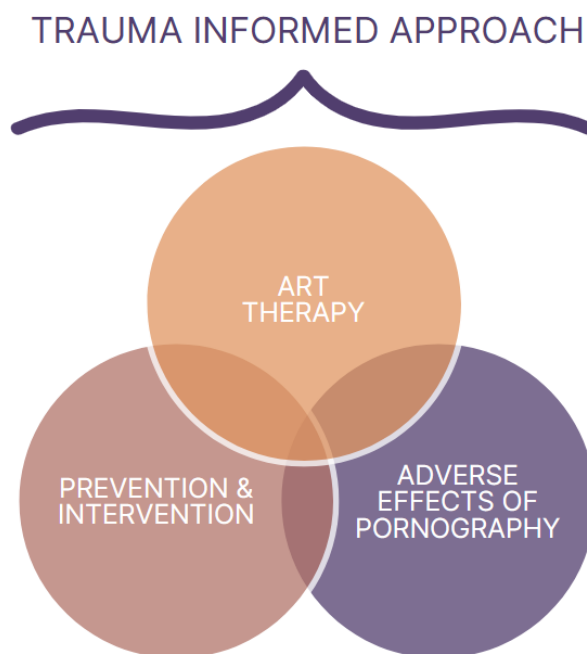 TRAUMA INFORMED APPROACH
ART
THERAPY
PREVENTION &
INTERVENTION
ADVERSE
EFFECTS OF
PORNOGRAPHY